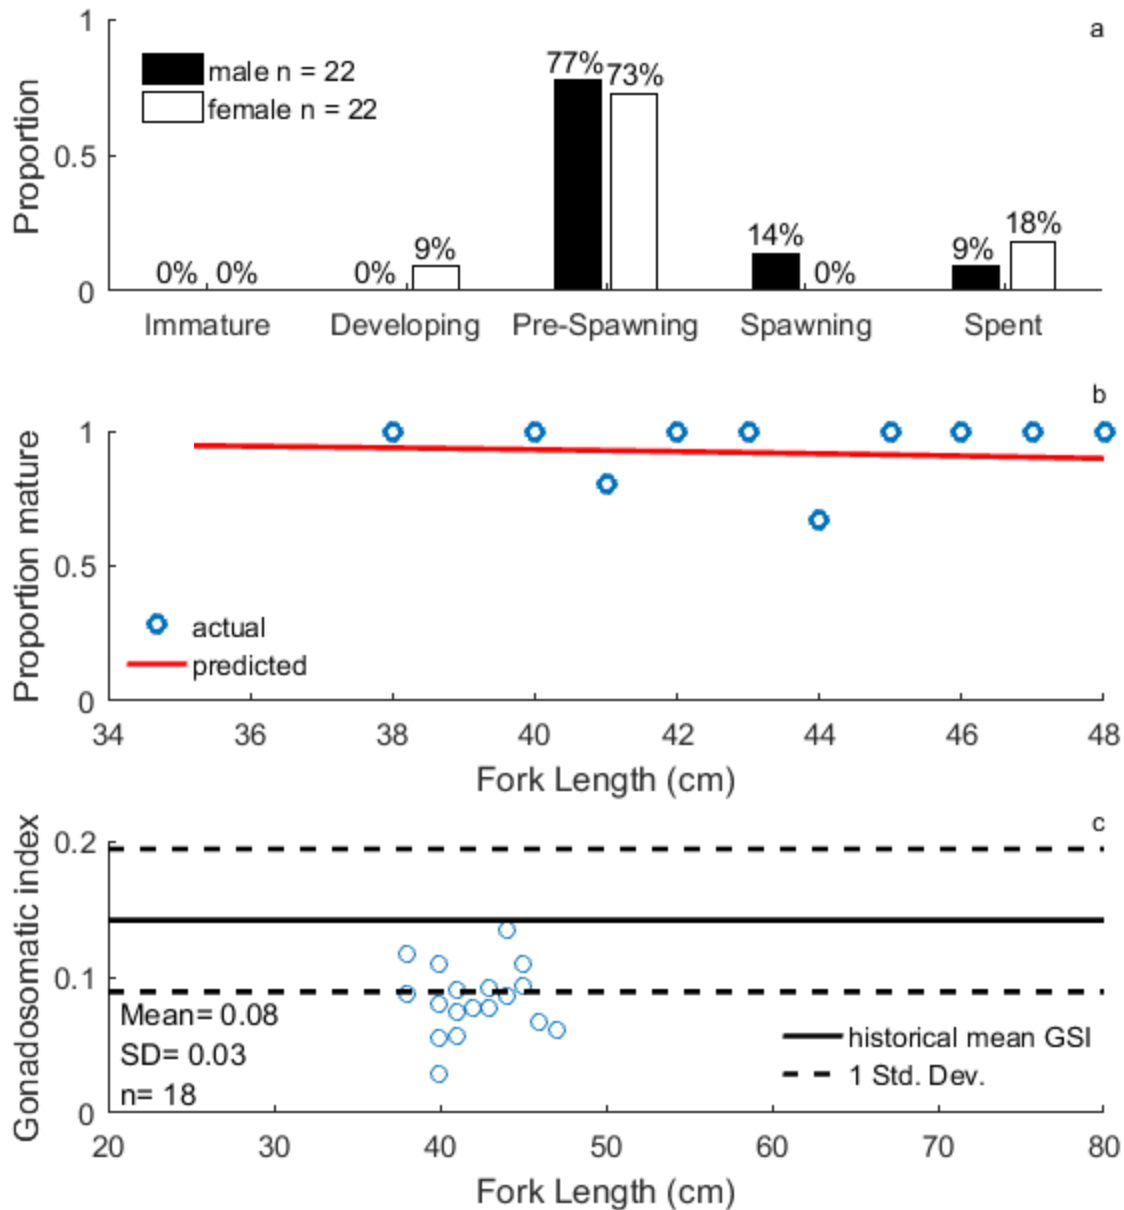 a
1
0.5
0
Proportion
male n = 22
female n = 22
0% 0%
0% 9%
77% 73%
14% 0%
9% 18%
Immature Developing Pre-Spawning Spawning Spent
b
1
0.5
0
Proportion mature
actual
predicted
34 36 38 40 42 44 46 48
Fork Length (cm)
c
0.2
0.1
0
Gonadosomatic index
Mean= 0.08
SD= 0.03
n= 18
historical mean GSI
1 Std. Dev.
20 30 40 50 60 70 80
Fork Length (cm)